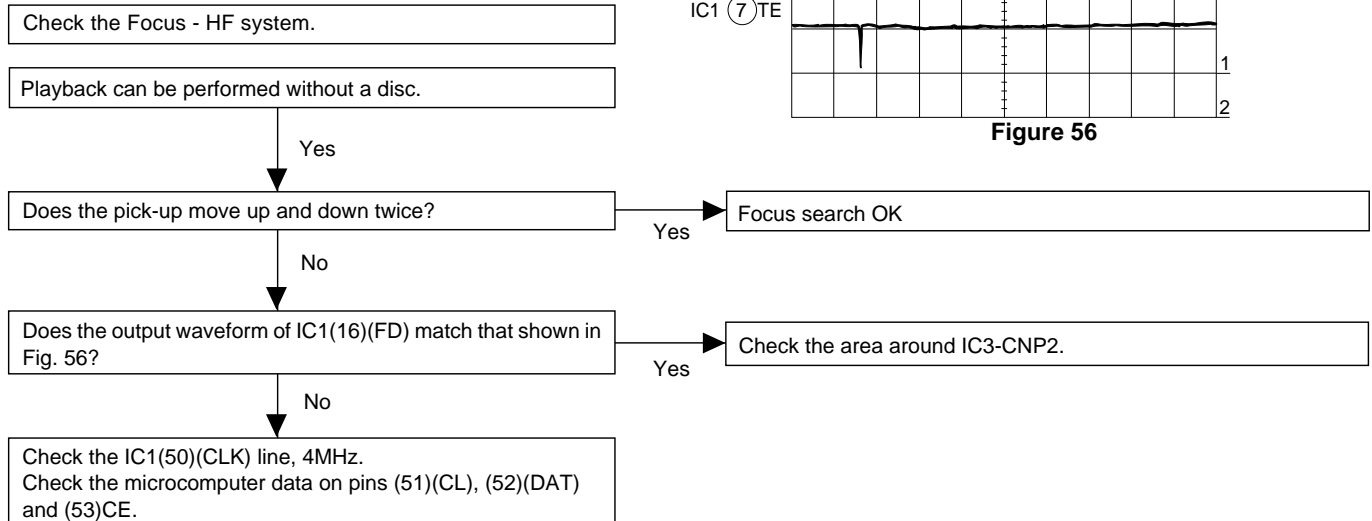 Check the Focus - HF system.
IC1 (7)TE
1
2
Figure 56
Playback can be performed without a disc.
Yes
Does the pick-up move up and down twice?
Yes
Focus search OK
No
Does the output waveform of IC1(16)(FD) match that shown in
Fig. 56?
Yes
Check the area around IC3-CNP2.
No
Check the IC1(50)(CLK) line, 4MHz.
Check the microcomputer data on pins (51)(CL), (52)(DAT)
and (53)CE.